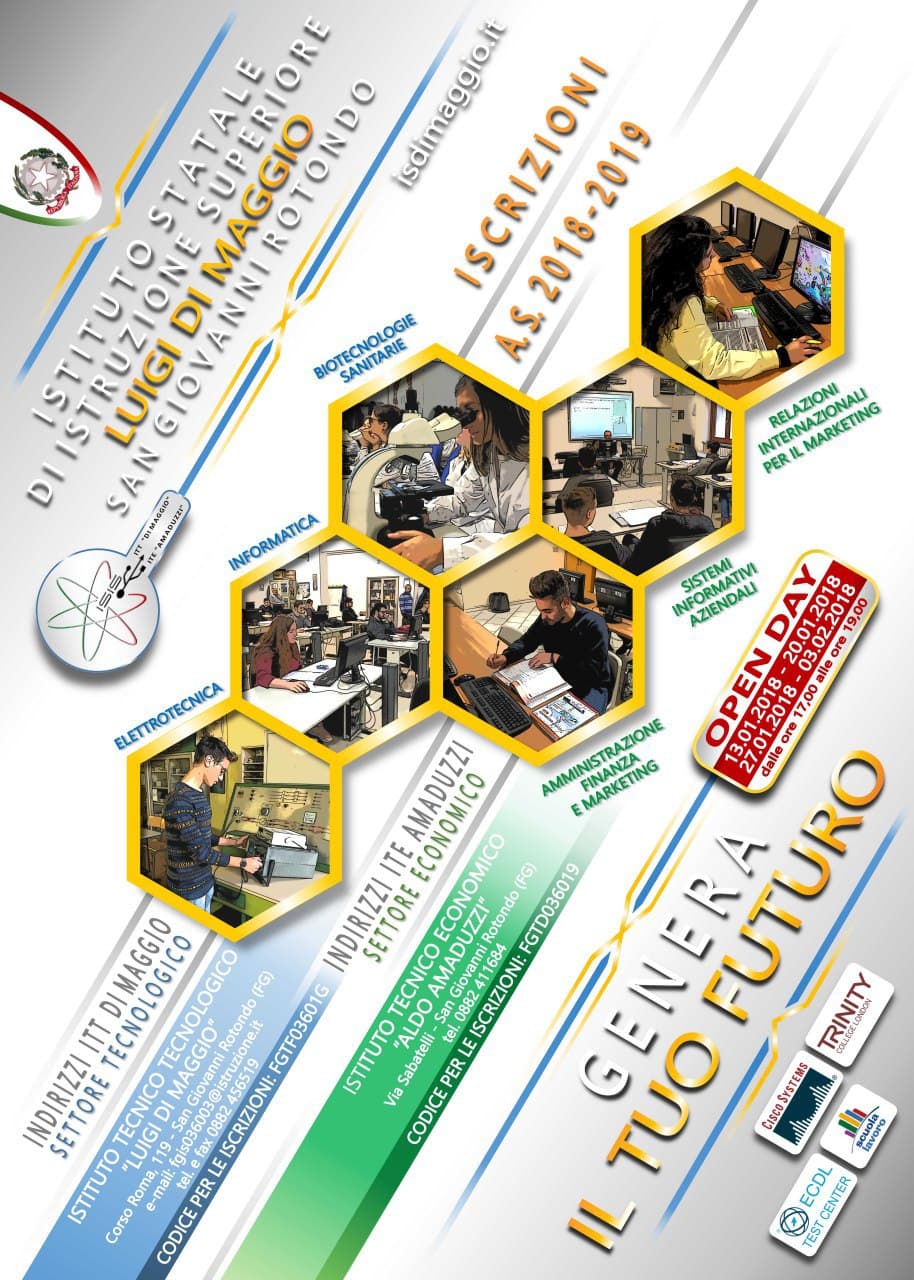 ISTITUTO STATALE
DI ISTRUZIONE SUPERIORE
LUIGI DI MAGGIO
SAN GIOVANNI ROTONDO
isdimaggio.it
ISCRIZIONI
A.S. 2018-2019
ISS
ITT "DI MAGGIO"
ITE "AMADUZZI"
BIOTECNOLOGIE
SANITARIE
INFORMATICA
ELETTROTECNICA
RELAZIONI
INTERNAZIONALI
PER IL MARKETING
SISTEMI
INFORMATIVI
AZIENDALI
AMMINISTRAZIONE
FINANZA
E MARKETING
OPEN DAY
13.01.2018 - 20.01.2018
27.01.2018 - 03.02.2018
dalle ore 17,00 alle ore 19,00
INDIRIZZI ITT DI MAGGIO
SETTORE TECNOLOGICO
ISTITUTO TECNICO TECNOLOGICO
"LUIGI DI MAGGIO"
Corso Roma, 119 - San Giovanni Rotondo (FG)
e-mail: fgis036003@istruzione.it
tel. e fax 0882 456519
CODICE PER LE ISCRIZIONI: FGTF03601G
INDIRIZZI ITE AMADUZZI
SETTORE ECONOMICO
ISTITUTO TECNICO ECONOMICO
"ALDO AMADUZZI"
Via Sabatelli - San Giovanni Rotondo (FG)
tel. 0882 411684
CODICE PER LE ISCRIZIONI: FGTD036019
GENERA
IL TUO FUTURO
TRINITY
COLLEGE LONDON
CISCO SYSTEMS
scuola
lavoro
ECDL
TEST CENTER